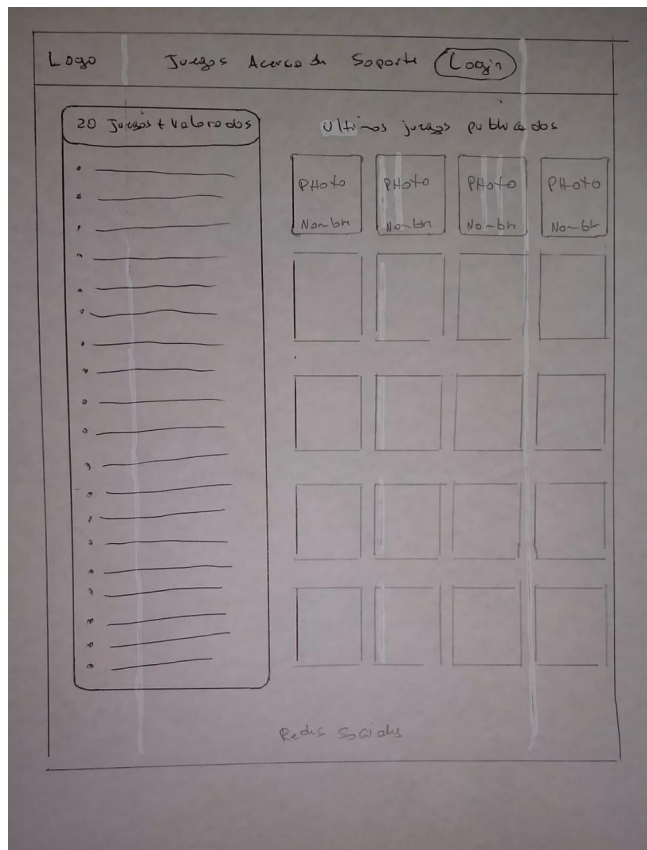 Logo Juegos Acerca de Soporte Login
20 Juegos + Valorados
Ultimos juegos publicados
PHoto PHoto PHoto PHoto
Nombre Nombre Nombre Nombre
Redes Sociales